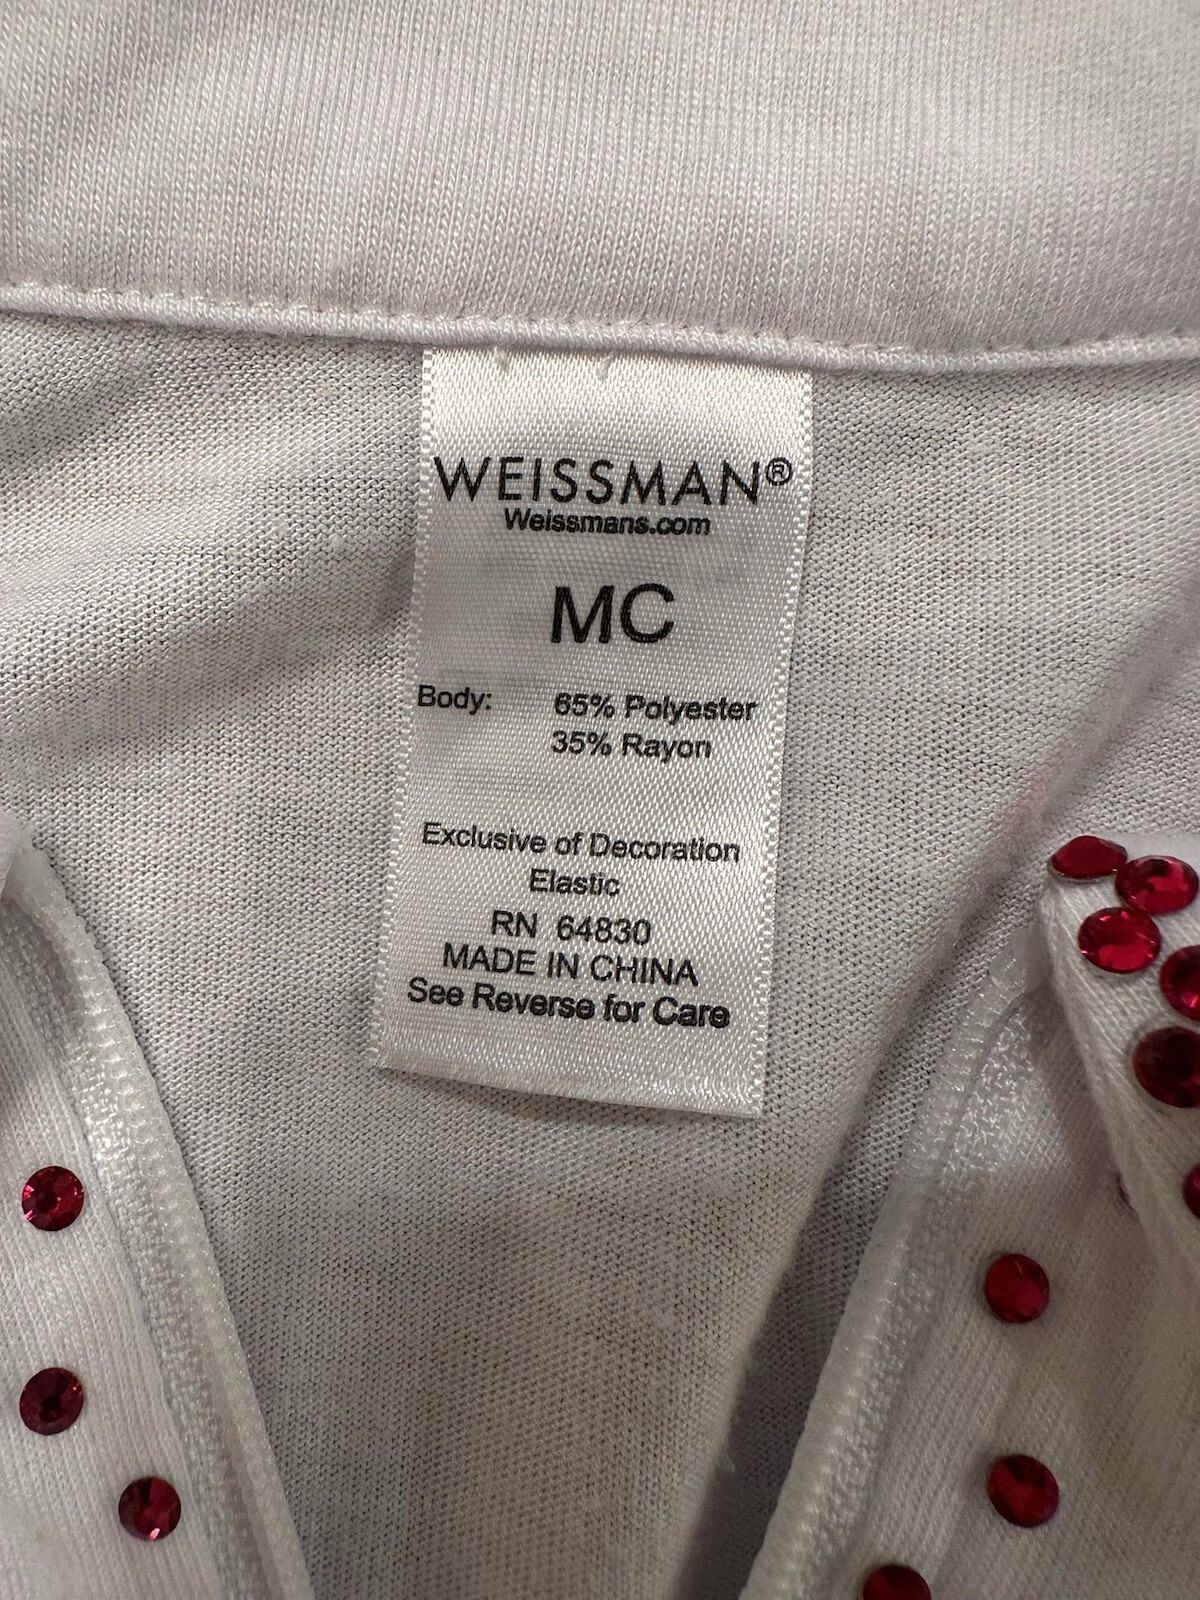 WEISSMAN®
Weissmans.com
MC
Body: 65% Polyester
35% Rayon
Exclusive of Decoration
Elastic
RN 64830
MADE IN CHINA
See Reverse for Care